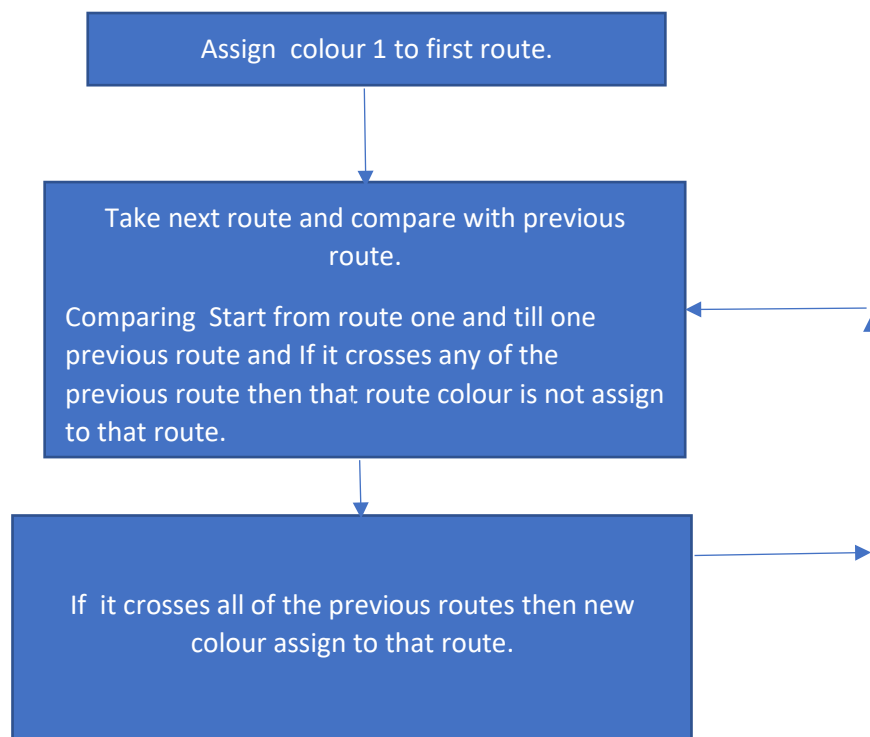 Assign  colour 1 to first route.
Take next route and compare with previous
route.
Comparing  Start from route one and till one
previous route and If it crosses any of the
previous route then that route colour is not assign
to that route.
If  it crosses all of the previous routes then new
colour assign to that route.